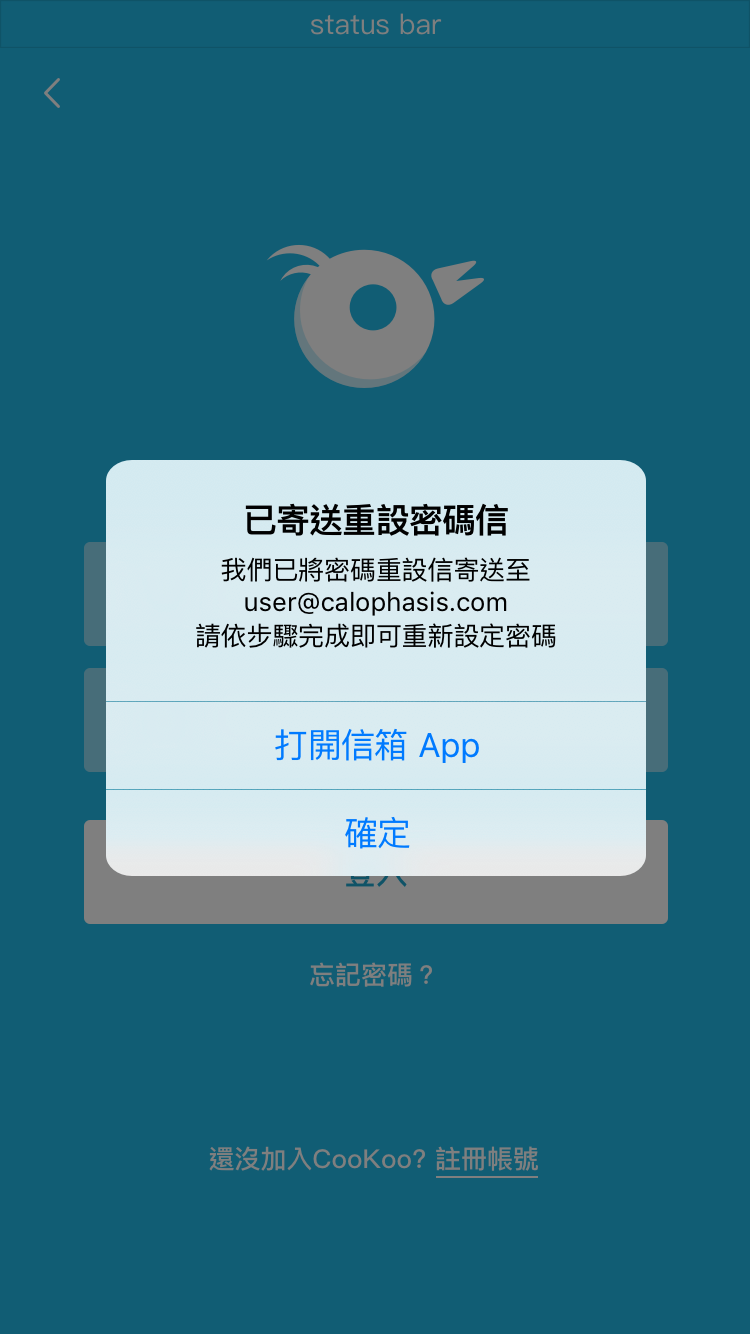 status bar
已寄送重設密碼信
我們已將密碼重設信寄送至
user@calophasis.com
請依步驟完成即可重新設定密碼
打開信箱 App
確定
登入
忘記密碼？
還沒加入CooKoo? 註冊帳號